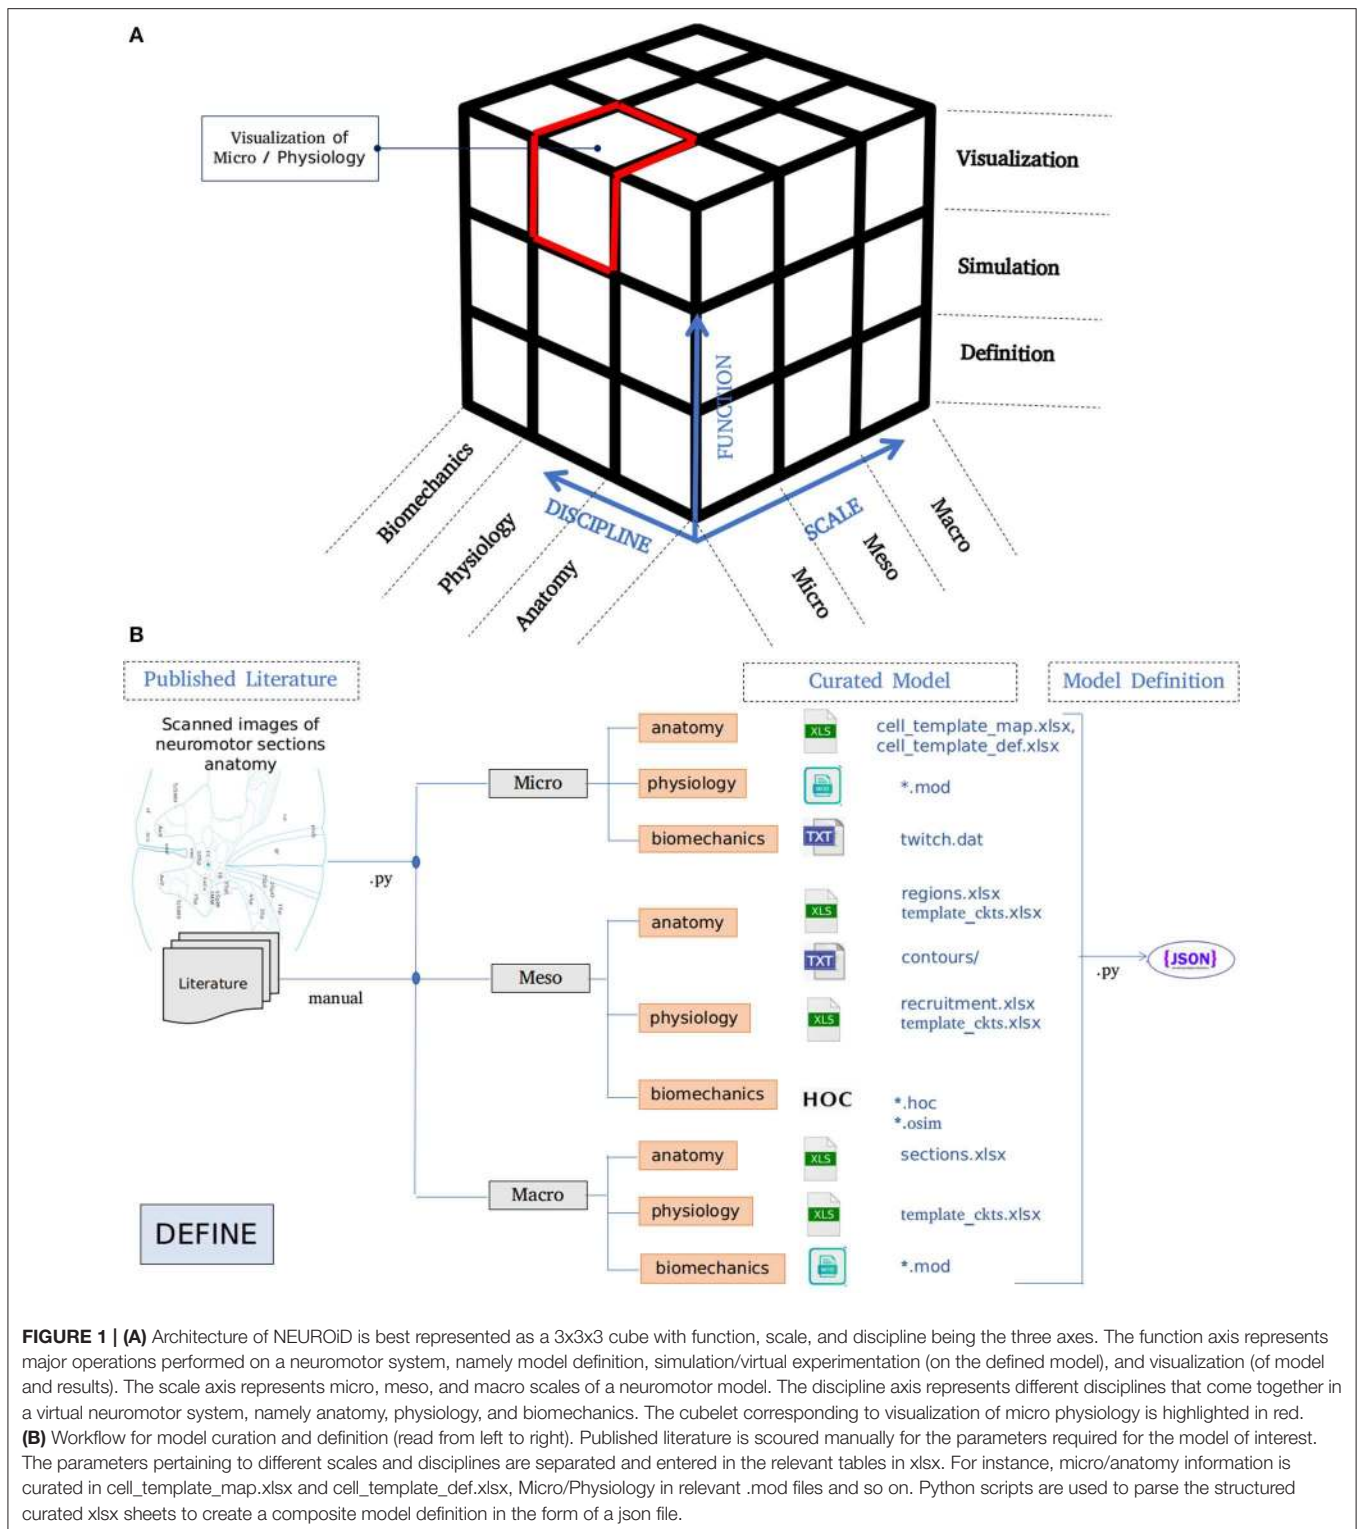 A
Visualization of
Micro / Physiology
Visualization
Simulation
Definition
FUNCTION
DISCIPLINE
SCALE
Biomechanics
Physiology
Anatomy
Micro
Meso
Macro
B
Published Literature
Curated Model
Model Definition
Scanned images of
neuromotor sections
anatomy
.py
Literature
manual
Micro
anatomy
XLS
cell_template_map.xlsx,
cell_template_def.xlsx
physiology
*.mod
biomechanics
TXT
twitch.dat
Meso
anatomy
XLS
regions.xlsx
template_ckts.xlsx
TXT
contours/
physiology
XLS
recruitment.xlsx
template_ckts.xlsx
biomechanics
HOC
*.hoc
*.osim
Macro
anatomy
XLS
sections.xlsx
physiology
XLS
template_ckts.xlsx
biomechanics
*.mod
.py
{JSON}
DEFINE
FIGURE 1 | (A) Architecture of NEUROiD is best represented as a 3x3x3 cube with function, scale, and discipline being the three axes. The function axis represents
major operations performed on a neuromotor system, namely model definition, simulation/virtual experimentation (on the defined model), and visualization (of model
and results). The scale axis represents micro, meso, and macro scales of a neuromotor model. The discipline axis represents different disciplines that come together in
a virtual neuromotor system, namely anatomy, physiology, and biomechanics. The cubelet corresponding to visualization of micro physiology is highlighted in red.
(B) Workflow for model curation and definition (read from left to right). Published literature is scoured manually for the parameters required for the model of interest.
The parameters pertaining to different scales and disciplines are separated and entered in the relevant tables in xlsx. For instance, micro/anatomy information is
curated in cell_template_map.xlsx and cell_template_def.xlsx, Micro/Physiology in relevant .mod files and so on. Python scripts are used to parse the structured
curated xlsx sheets to create a composite model definition in the form of a json file.